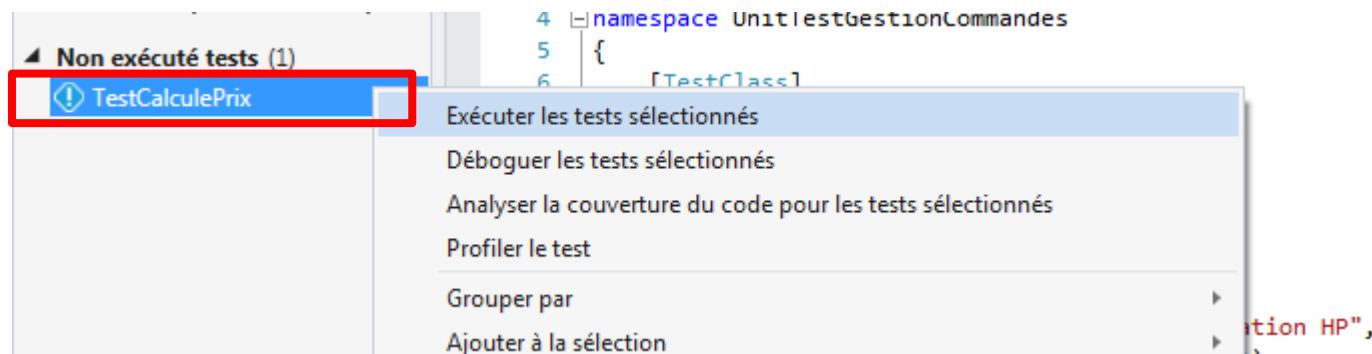 4 namespace UnitTestGestionCommandes
Non exécuté tests (1)
5 {
6 [TestClass]
TestCalculePrix
Exécuter les tests sélectionnés
Déboguer les tests sélectionnés
Analyser la couverture du code pour les tests sélectionnés
Profiler le test
Grouper par
ation HP",
Ajouter à la sélection